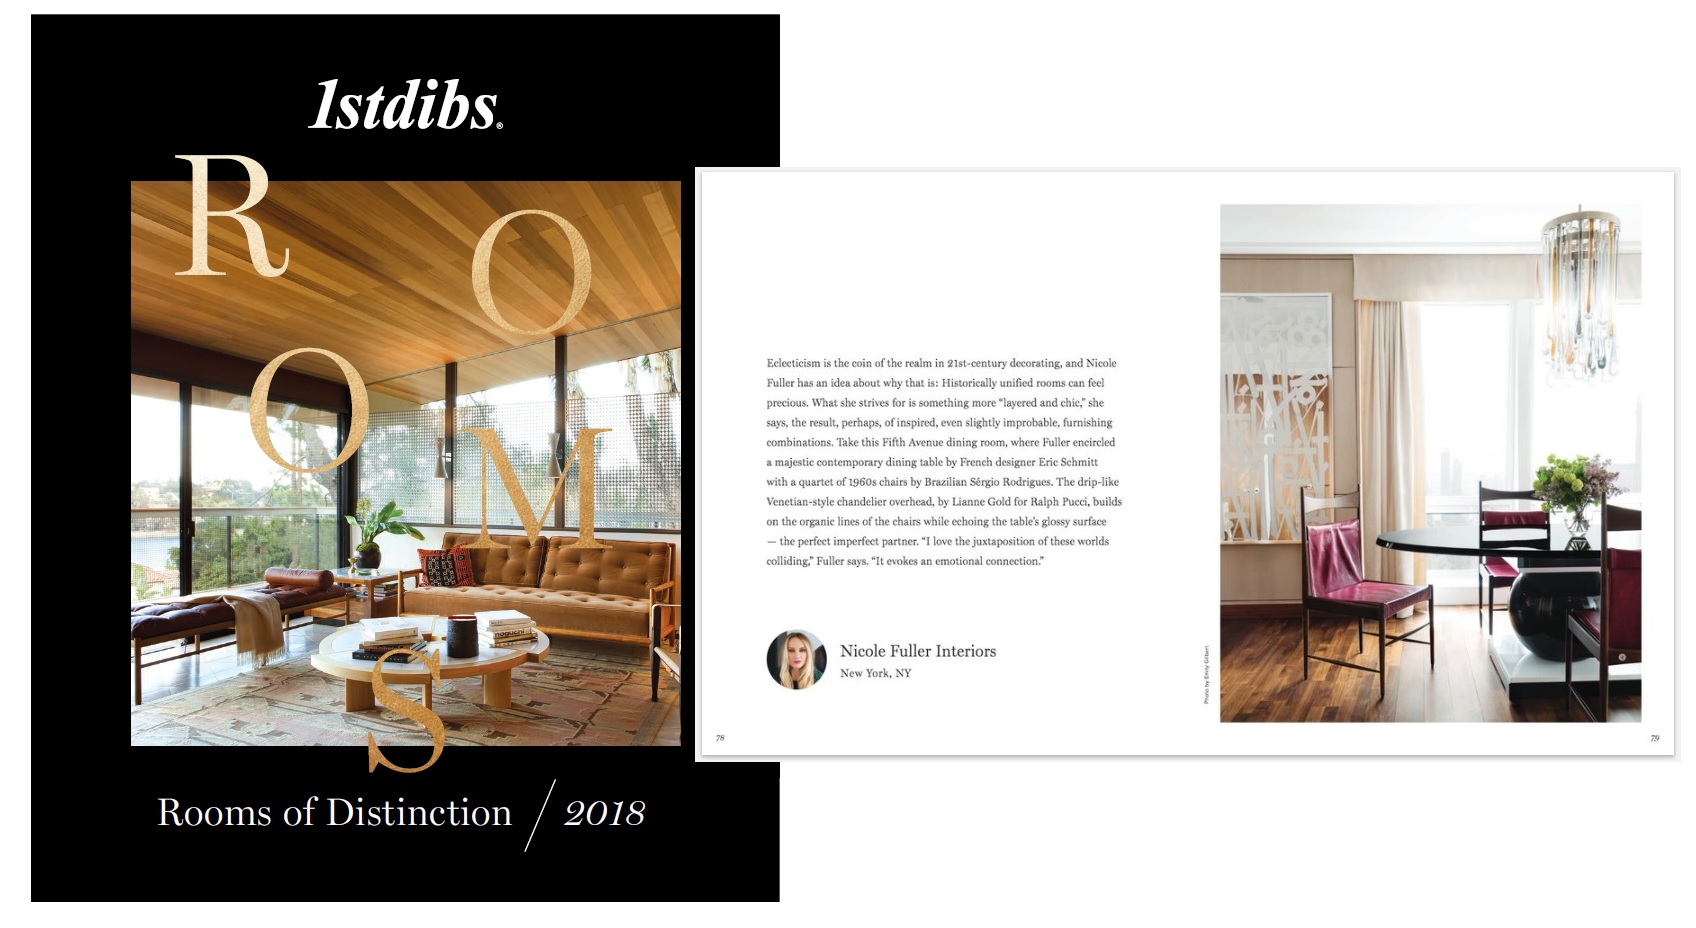 1stdibs®
R
O
O
M
S
Rooms of Distinction / 2018
Eclecticism is the coin of the realm in 21st-century decorating, and Nicole
Fuller has an idea about why that is: Historically unified rooms can feel
precious. What she strives for is something more “layered and chic,” she
says, the result, perhaps, of inspired, even slightly improbable, furnishing
combinations. Take this Fifth Avenue dining room, where Fuller encircled
a majestic contemporary dining table by French designer Eric Schmitt
with a quartet of 1960s chairs by Brazilian Sérgio Rodrigues. The drip-like
Venetian-style chandelier overhead, by Lianne Gold for Ralph Pucci, builds
on the organic lines of the chairs while echoing the table’s glossy surface
— the perfect imperfect partner. “I love the juxtaposition of these worlds
colliding,” Fuller says. “It evokes an emotional connection.”
Nicole Fuller Interiors
New York, NY
78
Photo by Emily Gilbert
79
noguchi